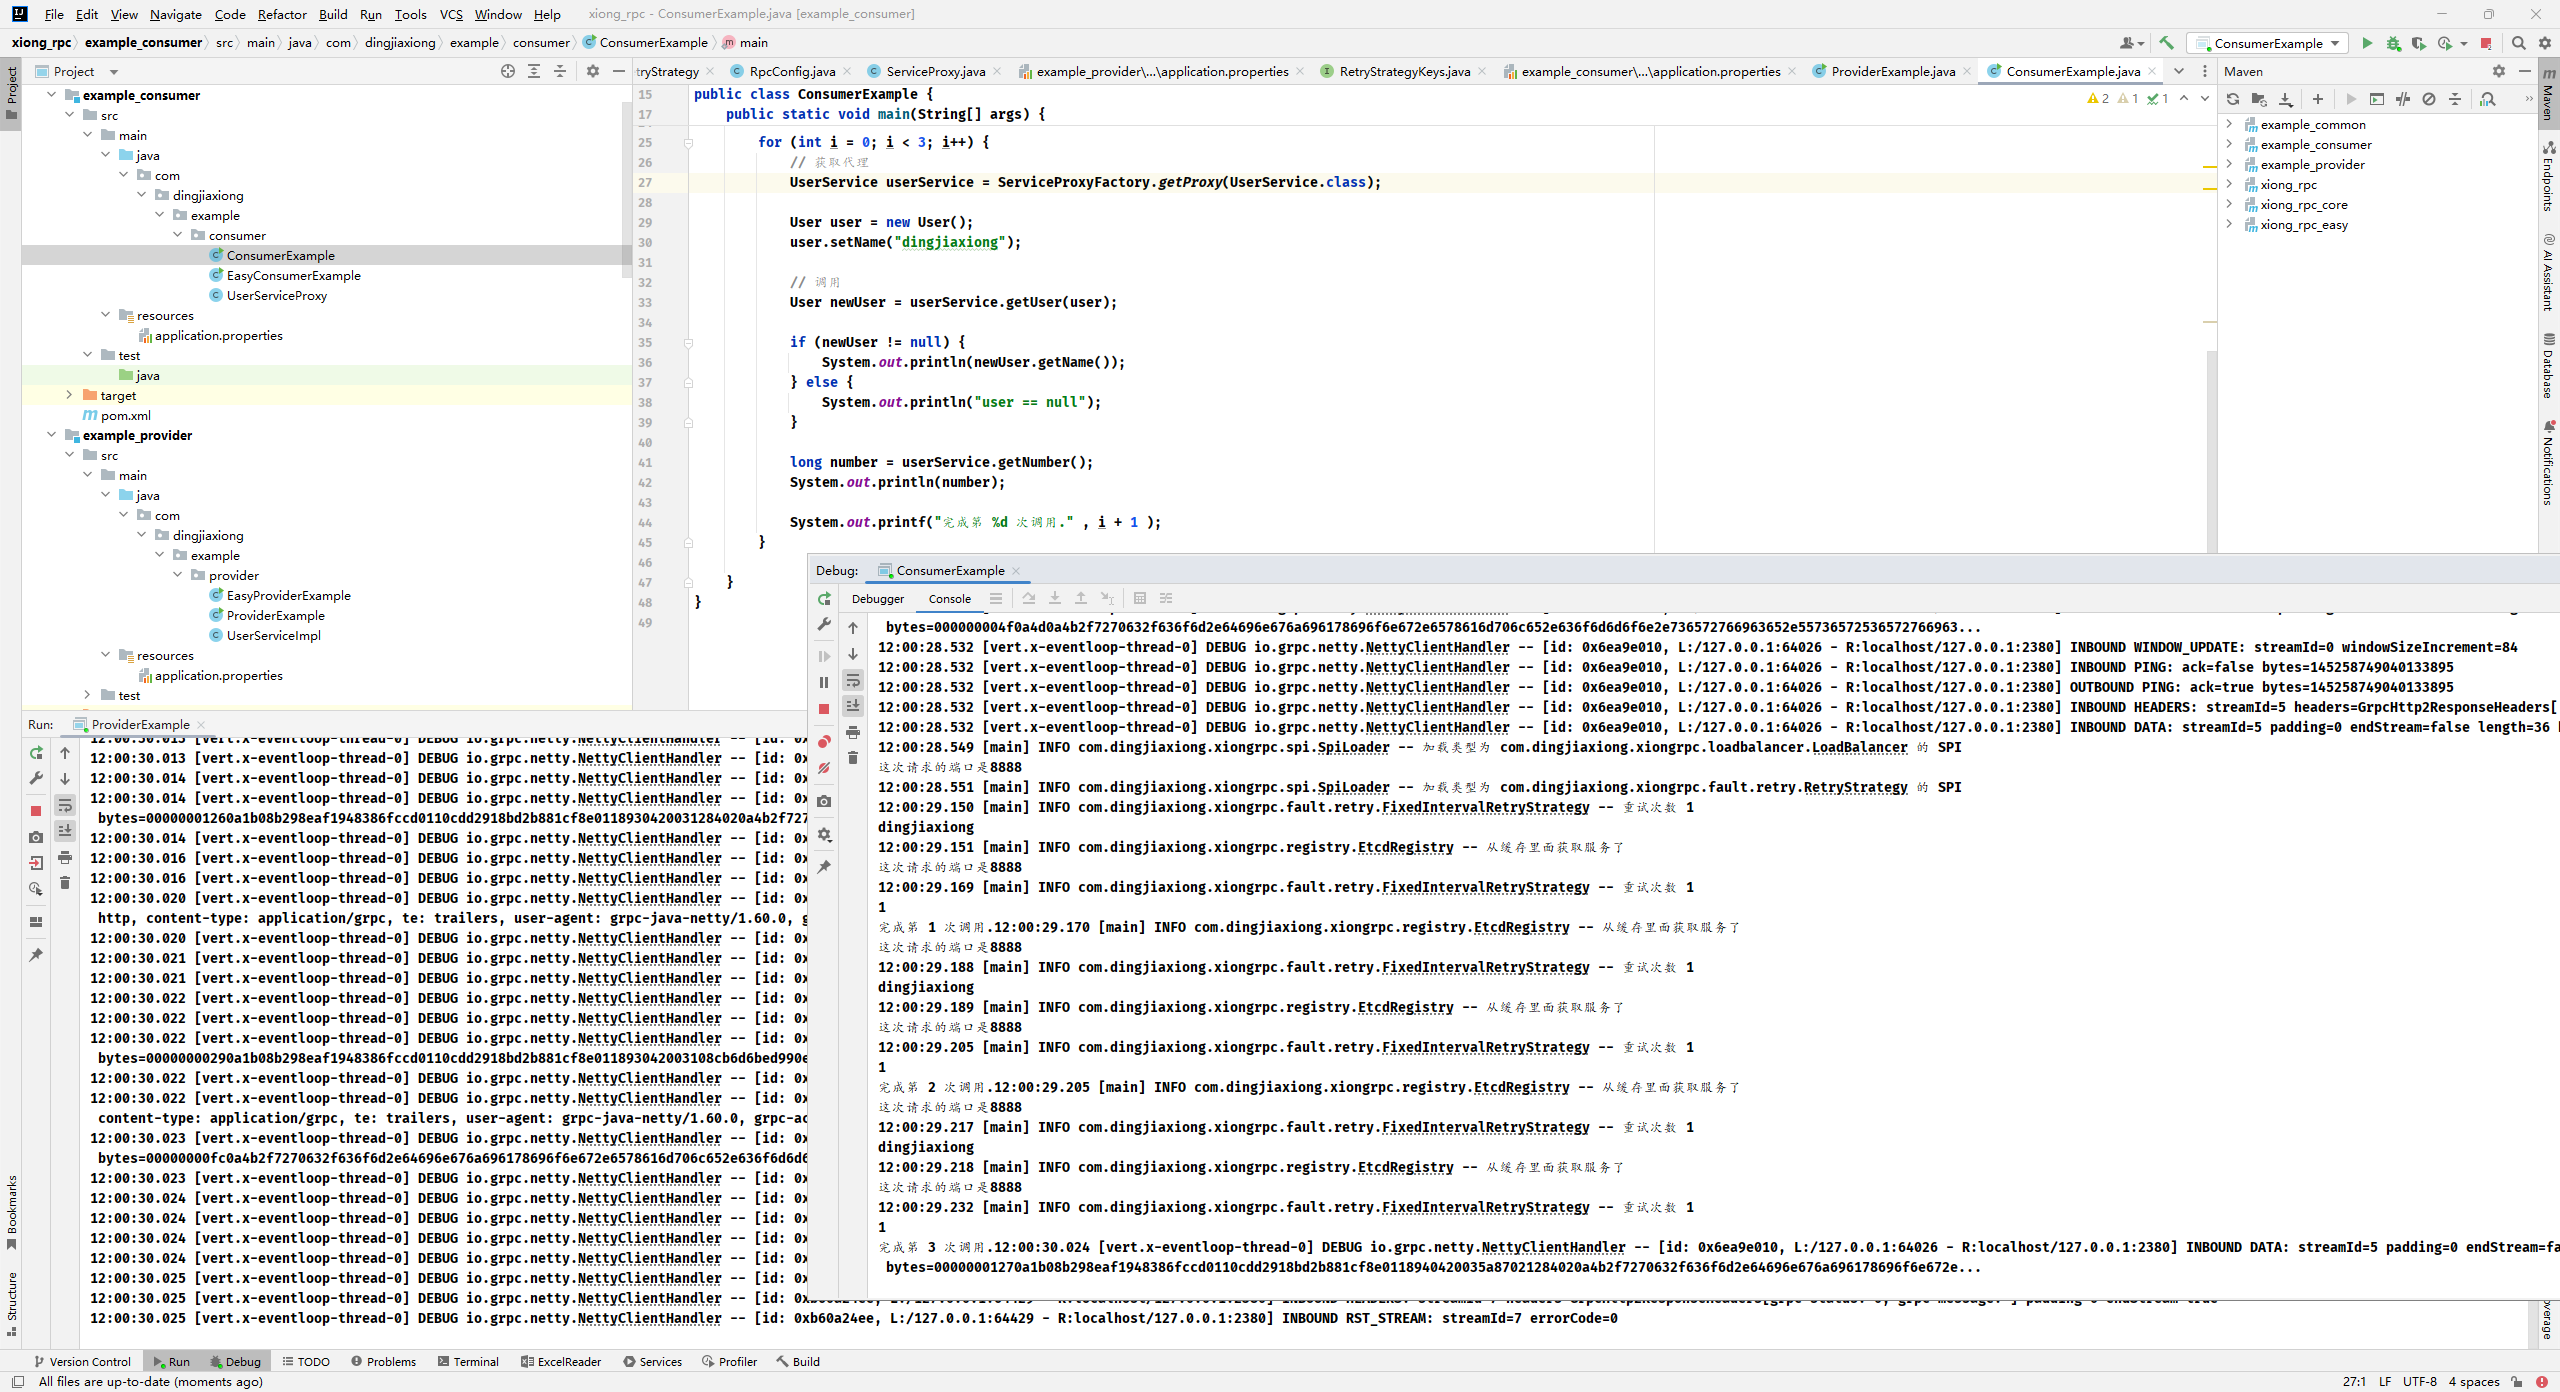 File Edit View Navigate Code Refactor Build Run Tools VCS Window Help xiong_rpc - ConsumerExample.java [example_consumer]
xiong_rpc example_consumer src main java com dingjiaxiong example consumer ConsumerExample main
ConsumerExample
Project
tryStrategy RpcConfig.java ServiceProxy.java example_provider\...\application.properties RetryStrategyKeys.java example_consumer\...\application.properties ProviderExample.java ConsumerExample.java
Maven
example_consumer
src
main
java
com
dingjiaxiong
example
consumer
ConsumerExample
EasyConsumerExample
UserServiceProxy
resources
application.properties
test
java
target
pom.xml
example_provider
src
main
java
com
dingjiaxiong
example
provider
EasyProviderExample
ProviderExample
UserServiceImpl
resources
application.properties
test
2 1 1
15 public class ConsumerExample {
17 public static void main(String[] args) {
25 for (int i = 0; i < 3; i++) {
26 // 获取代理
27 UserService userService = ServiceProxyFactory.getProxy(UserService.class);
28
29 User user = new User();
30 user.setName("dingjiaxiong");
31
32 // 调用
33 User newUser = userService.getUser(user);
34
35 if (newUser != null) {
36 System.out.println(newUser.getName());
37 } else {
38 System.out.println("user == null");
39 }
40
41 long number = userService.getNumber();
42 System.out.println(number);
43
44 System.out.printf("完成第 %d 次调用." , i + 1 );
45 }
46
47 }
48 }
49
example_common
example_consumer
example_provider
xiong_rpc
xiong_rpc_core
xiong_rpc_easy
Project
Bookmarks
Structure
Maven
Endpoints
AI Assistant
Database
Notifications
overage
Run: ProviderExample
12:00:30.013 [vert.x-eventloop-thread-0] DEBUG io.grpc.netty.NettyClientHandler -- [id: 0x
12:00:30.013 [vert.x-eventloop-thread-0] DEBUG io.grpc.netty.NettyClientHandler -- [id: 0x
12:00:30.014 [vert.x-eventloop-thread-0] DEBUG io.grpc.netty.NettyClientHandler -- [id: 0x
12:00:30.014 [vert.x-eventloop-thread-0] DEBUG io.grpc.netty.NettyClientHandler -- [id: 0x
bytes=00000001260a1b08b298eaf1948386fccd0110cdd2918bd2b881cf8e0118930420031284020a4b2f727
12:00:30.014 [vert.x-eventloop-thread-0] DEBUG io.grpc.netty.NettyClientHandler -- [id: 0x
12:00:30.016 [vert.x-eventloop-thread-0] DEBUG io.grpc.netty.NettyClientHandler -- [id: 0x
12:00:30.016 [vert.x-eventloop-thread-0] DEBUG io.grpc.netty.NettyClientHandler -- [id: 0x
12:00:30.020 [vert.x-eventloop-thread-0] DEBUG io.grpc.netty.NettyClientHandler -- [id: 0x
http, content-type: application/grpc, te: trailers, user-agent: grpc-java-netty/1.60.0, g
12:00:30.020 [vert.x-eventloop-thread-0] DEBUG io.grpc.netty.NettyClientHandler -- [id: 0x
12:00:30.021 [vert.x-eventloop-thread-0] DEBUG io.grpc.netty.NettyClientHandler -- [id: 0x
12:00:30.021 [vert.x-eventloop-thread-0] DEBUG io.grpc.netty.NettyClientHandler -- [id: 0x
12:00:30.022 [vert.x-eventloop-thread-0] DEBUG io.grpc.netty.NettyClientHandler -- [id: 0x
12:00:30.022 [vert.x-eventloop-thread-0] DEBUG io.grpc.netty.NettyClientHandler -- [id: 0x
12:00:30.022 [vert.x-eventloop-thread-0] DEBUG io.grpc.netty.NettyClientHandler -- [id: 0x
bytes=00000000290a1b08b298eaf1948386fccd0110cdd2918bd2b881cf8e011893042003108cb6d6bed990e
12:00:30.022 [vert.x-eventloop-thread-0] DEBUG io.grpc.netty.NettyClientHandler -- [id: 0x
12:00:30.022 [vert.x-eventloop-thread-0] DEBUG io.grpc.netty.NettyClientHandler -- [id: 0x
content-type: application/grpc, te: trailers, user-agent: grpc-java-netty/1.60.0, grpc-ac
12:00:30.023 [vert.x-eventloop-thread-0] DEBUG io.grpc.netty.NettyClientHandler -- [id: 0x
bytes=00000000fc0a4b2f7270632f636f6d2e64696e676a696178696f6e672e6578616d706c652e636f6d6d6
12:00:30.023 [vert.x-eventloop-thread-0] DEBUG io.grpc.netty.NettyClientHandler -- [id: 0x
12:00:30.024 [vert.x-eventloop-thread-0] DEBUG io.grpc.netty.NettyClientHandler -- [id: 0x
12:00:30.024 [vert.x-eventloop-thread-0] DEBUG io.grpc.netty.NettyClientHandler -- [id: 0x
12:00:30.024 [vert.x-eventloop-thread-0] DEBUG io.grpc.netty.NettyClientHandler -- [id: 0x
12:00:30.024 [vert.x-eventloop-thread-0] DEBUG io.grpc.netty.NettyClientHandler -- [id: 0x
12:00:30.025 [vert.x-eventloop-thread-0] DEBUG io.grpc.netty.NettyClientHandler -- [id: 0x
12:00:30.025 [vert.x-eventloop-thread-0] DEBUG io.grpc.netty.NettyClientHandler -- [id: 0x
12:00:30.025 [vert.x-eventloop-thread-0] DEBUG io.grpc.netty.NettyClientHandler -- [id: 0xb60a24ee, L:/127.0.0.1:64429 - R:localhost/127.0.0.1:2380] INBOUND RST_STREAM: streamId=7 errorCode=0
Debug: ConsumerExample
Debugger Console
bytes=000000004f0a4d0a4b2f7270632f636f6d2e64696e676a696178696f6e672e6578616d706c652e636f6d6d6f6e2e736572766963652e55736572536572766963...
12:00:28.532 [vert.x-eventloop-thread-0] DEBUG io.grpc.netty.NettyClientHandler -- [id: 0x6ea9e010, L:/127.0.0.1:64026 - R:localhost/127.0.0.1:2380] INBOUND WINDOW_UPDATE: streamId=0 windowSizeIncrement=84
12:00:28.532 [vert.x-eventloop-thread-0] DEBUG io.grpc.netty.NettyClientHandler -- [id: 0x6ea9e010, L:/127.0.0.1:64026 - R:localhost/127.0.0.1:2380] INBOUND PING: ack=false bytes=145258749040133895
12:00:28.532 [vert.x-eventloop-thread-0] DEBUG io.grpc.netty.NettyClientHandler -- [id: 0x6ea9e010, L:/127.0.0.1:64026 - R:localhost/127.0.0.1:2380] OUTBOUND PING: ack=true bytes=145258749040133895
12:00:28.532 [vert.x-eventloop-thread-0] DEBUG io.grpc.netty.NettyClientHandler -- [id: 0x6ea9e010, L:/127.0.0.1:64026 - R:localhost/127.0.0.1:2380] INBOUND HEADERS: streamId=5 headers=GrpcHttp2ResponseHeaders[
12:00:28.532 [vert.x-eventloop-thread-0] DEBUG io.grpc.netty.NettyClientHandler -- [id: 0x6ea9e010, L:/127.0.0.1:64026 - R:localhost/127.0.0.1:2380] INBOUND DATA: streamId=5 padding=0 endStream=false length=36
12:00:28.549 [main] INFO com.dingjiaxiong.xiongrpc.spi.SpiLoader -- 加载类型为 com.dingjiaxiong.xiongrpc.loadbalancer.LoadBalancer 的 SPI
这次请求的端口是8888
12:00:28.551 [main] INFO com.dingjiaxiong.xiongrpc.spi.SpiLoader -- 加载类型为 com.dingjiaxiong.xiongrpc.fault.retry.RetryStrategy 的 SPI
12:00:29.150 [main] INFO com.dingjiaxiong.xiongrpc.fault.retry.FixedIntervalRetryStrategy -- 重试次数 1
dingjiaxiong
12:00:29.151 [main] INFO com.dingjiaxiong.xiongrpc.registry.EtcdRegistry -- 从缓存里面获取服务了
这次请求的端口是8888
12:00:29.169 [main] INFO com.dingjiaxiong.xiongrpc.fault.retry.FixedIntervalRetryStrategy -- 重试次数 1
1
完成第 1 次调用.12:00:29.170 [main] INFO com.dingjiaxiong.xiongrpc.registry.EtcdRegistry -- 从缓存里面获取服务了
这次请求的端口是8888
12:00:29.188 [main] INFO com.dingjiaxiong.xiongrpc.fault.retry.FixedIntervalRetryStrategy -- 重试次数 1
dingjiaxiong
12:00:29.189 [main] INFO com.dingjiaxiong.xiongrpc.registry.EtcdRegistry -- 从缓存里面获取服务了
这次请求的端口是8888
12:00:29.205 [main] INFO com.dingjiaxiong.xiongrpc.fault.retry.FixedIntervalRetryStrategy -- 重试次数 1
1
完成第 2 次调用.12:00:29.205 [main] INFO com.dingjiaxiong.xiongrpc.registry.EtcdRegistry -- 从缓存里面获取服务了
这次请求的端口是8888
12:00:29.217 [main] INFO com.dingjiaxiong.xiongrpc.fault.retry.FixedIntervalRetryStrategy -- 重试次数 1
dingjiaxiong
12:00:29.218 [main] INFO com.dingjiaxiong.xiongrpc.registry.EtcdRegistry -- 从缓存里面获取服务了
这次请求的端口是8888
12:00:29.232 [main] INFO com.dingjiaxiong.xiongrpc.fault.retry.FixedIntervalRetryStrategy -- 重试次数 1
1
完成第 3 次调用.12:00:30.024 [vert.x-eventloop-thread-0] DEBUG io.grpc.netty.NettyClientHandler -- [id: 0x6ea9e010, L:/127.0.0.1:64026 - R:localhost/127.0.0.1:2380] INBOUND DATA: streamId=5 padding=0 endStream=fa
bytes=00000001270a1b08b298eaf1948386fccd0110cdd2918bd2b881cf8e0118940420035a87021284020a4b2f7270632f636f6d2e64696e676a696178696f6e672e...
Version Control Run Debug TODO Problems Terminal ExcelReader Services Profiler Build
All files are up-to-date (moments ago) 27:1 LF UTF-8 4 spaces